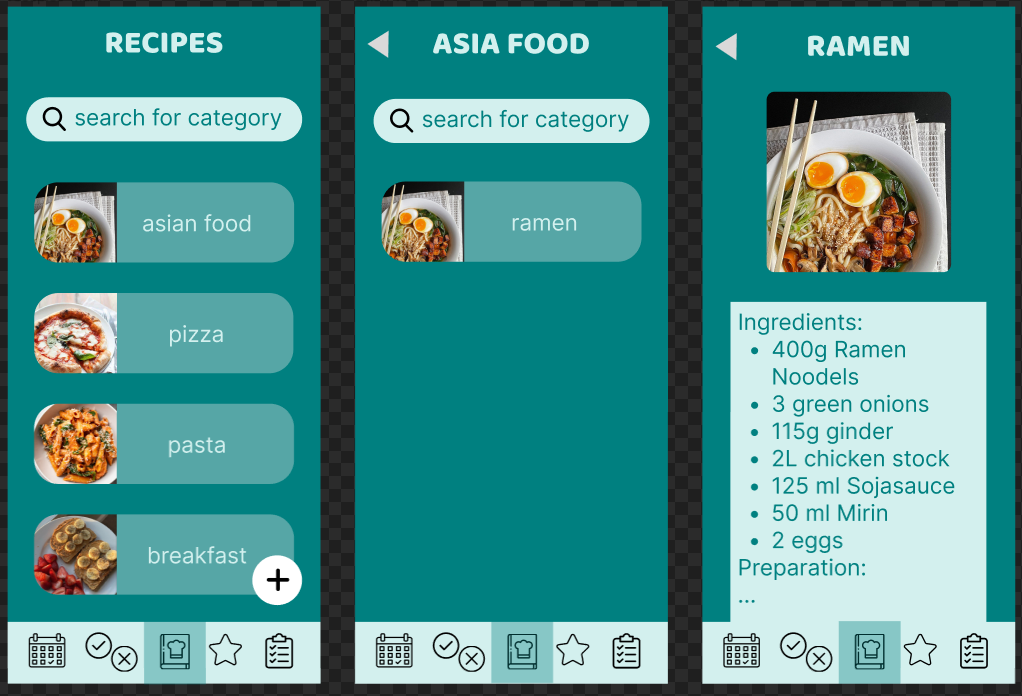 RECIPES
search for category
asian food
pizza
pasta
breakfast
ASIA FOOD
search for category
ramen
RAMEN
Ingredients:
• 400g Ramen
Noodels
• 3 green onions
• 115g ginder
• 2L chicken stock
• 125 ml Sojasauce
• 50 ml Mirin
• 2 eggs
Preparation:
...